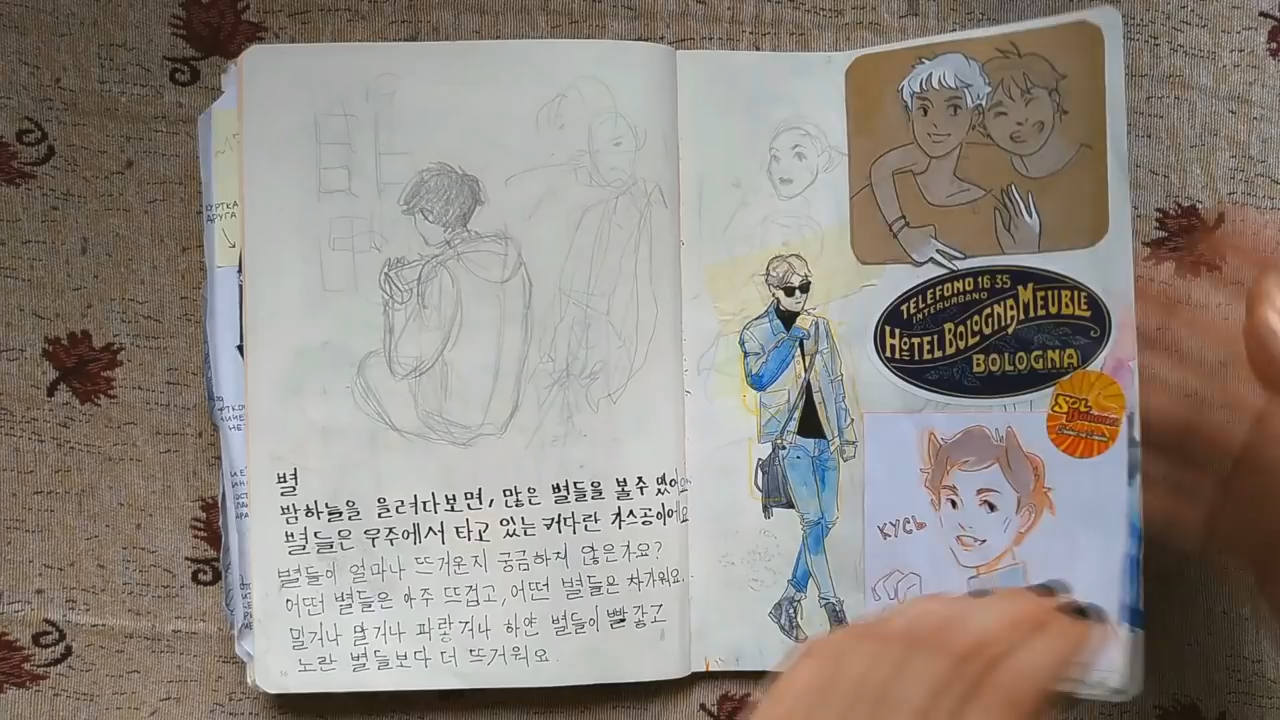 КУРТКА
ДРУГА
별
밤하늘을 올려다보면, 많은 별들을 볼수 있어요
별들은 우주에서 타고 있는 커다란 가스공이에요
별들이 얼마나 뜨거운지 궁금하지 않은가요?
어떤 별들은 아주 뜨겁고, 어떤 별들은 차가워요.
밀거나 맑거나 파랗거나 하얀 별들이 빨갛고
노란 별들보다 더 뜨거워요.
56
TELEFONO 16-35
INTERURBANO
HÔTEL BOLOGNA MEUBLÉ
BOLOGNA
SOL
Banana
КУСЬ